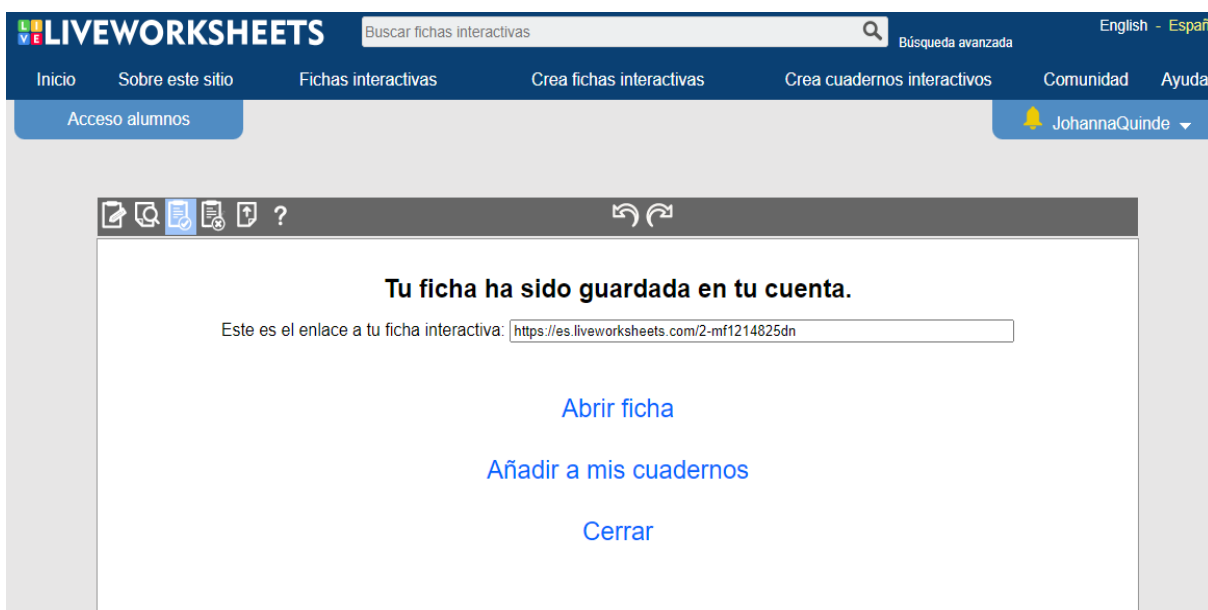 LIVE LIVEWORKSHEETS Buscar fichas interactivas Búsqueda avanzada English - Españ
Inicio Sobre este sitio Fichas interactivas Crea fichas interactivas Crea cuadernos interactivos Comunidad Ayuda
Acceso alumnos JohannaQuinde
?
Tu ficha ha sido guardada en tu cuenta.
Este es el enlace a tu ficha interactiva: https://es.liveworksheets.com/2-mf1214825dn
Abrir ficha
Añadir a mis cuadernos
Cerrar